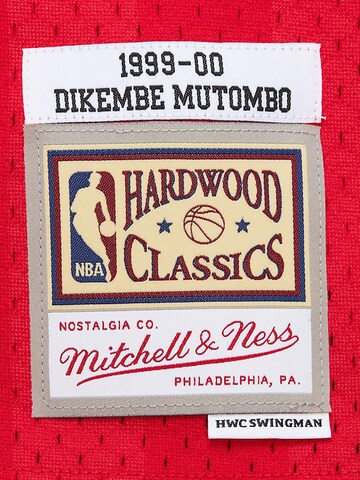 1999-00
DIKEMBE MUTOMBO
HARDWOOD
CLASSICS
NBA
NOSTALGIA CO.
Mitchell & Ness
PHILADELPHIA, PA.
HWC SWINGMAN